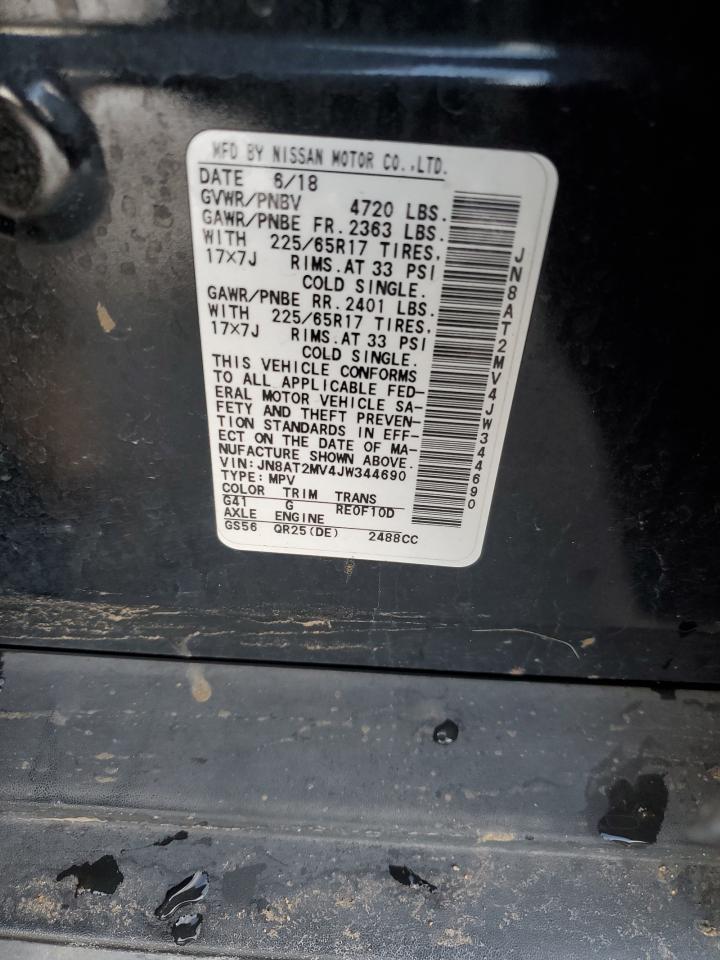 MFD BY NISSAN MOTOR CO.,LTD.
DATE 6/18
GVWR/PNBV 4720 LBS.
GAWR/PNBE FR. 2363 LBS.
WITH 225/65R17 TIRES,
17×7J RIMS.AT 33 PSI
COLD SINGLE.
GAWR/PNBE RR. 2401 LBS.
WITH 225/65R17 TIRES,
17×7J RIMS.AT 33 PSI
COLD SINGLE.
THIS VEHICLE CONFORMS
TO ALL APPLICABLE FED-
ERAL MOTOR VEHICLE SA-
FETY AND THEFT PREVEN-
TION STANDARDS IN EFF-
ECT ON THE DATE OF MA-
NUFACTURE SHOWN ABOVE.
VIN:JN8AT2MV4JW344690
TYPE:MPV
COLOR TRIM TRANS
G41 G RE0F10D
AXLE ENGINE
GS56 QR25(DE) 2488CC
JN8AT2MV4JW344690